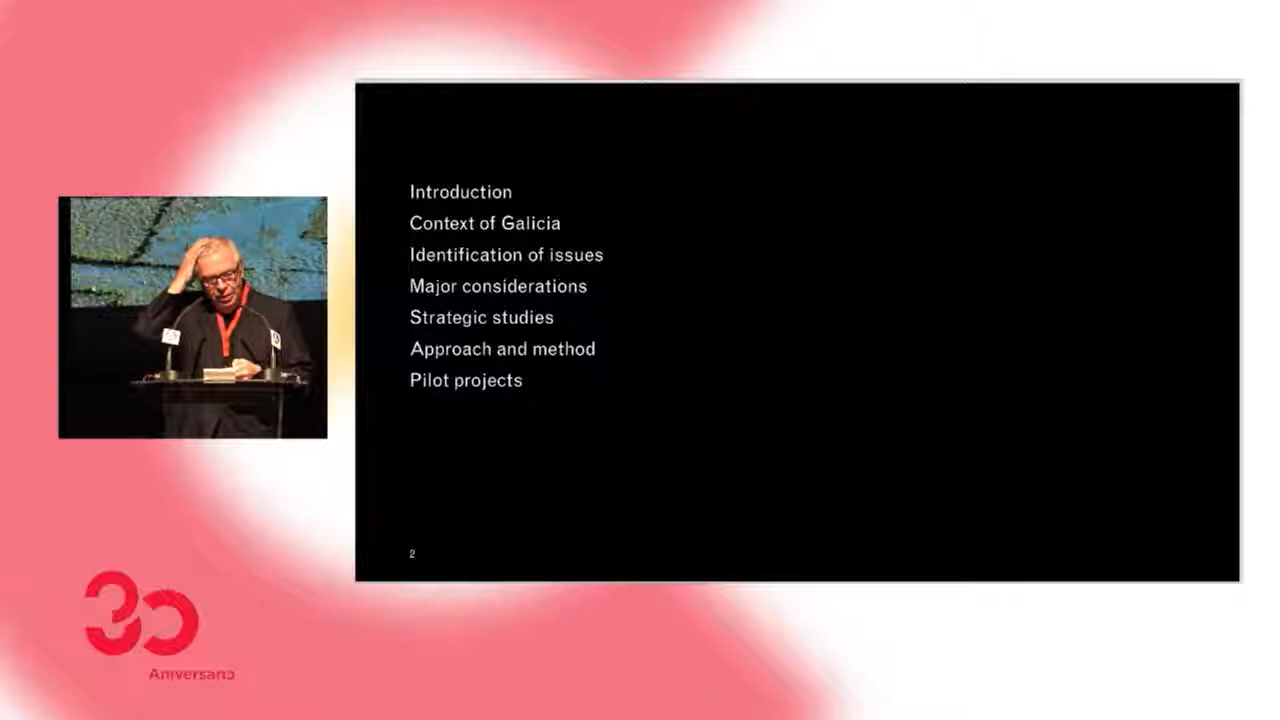 Introduction
Context of Galicia
Identification of issues
Major considerations
Strategic studies
Approach and method
Pilot projects
2
30
Aniversario